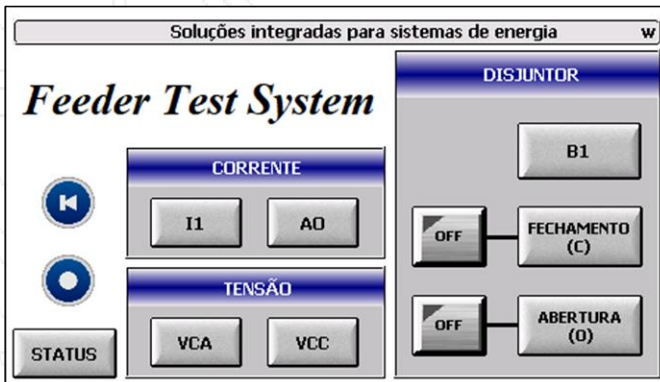 Soluções integradas para sistemas de energia w
Feeder Test System
CORRENTE
I1 AO
TENSÃO
VCA VCC
STATUS
DISJUNTOR
B1
OFF FECHAMENTO
(C)
OFF ABERTURA
(O)